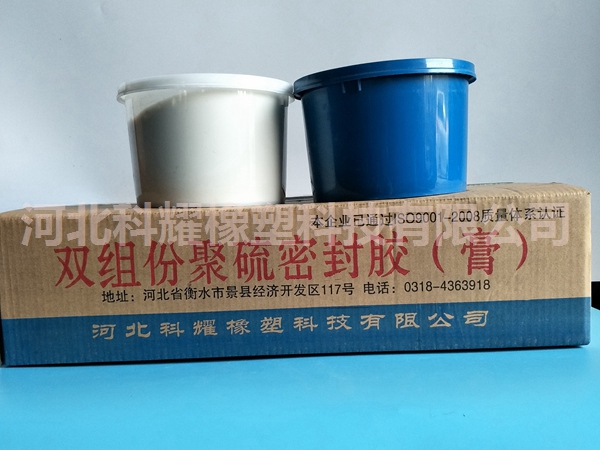 河北科耀橡塑科技有限公司
本企业已通过ISO9001-2008质量体系认证
双组份聚硫密封胶（膏）
地址：河北省衡水市景县经济开发区117号 电话：0318-4363918
河北科耀橡塑科技有限公司